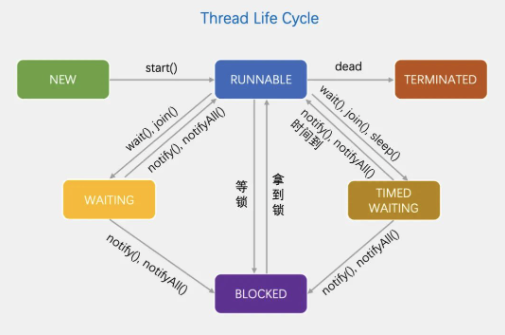 Thread Life Cycle
NEW
start()
RUNNABLE
dead
TERMINATED
wait(), join()
notify(), notifyAll()
wait(), join(), sleep()
notify(), notifyAll()
时间到
WAITING
等锁
拿到锁
TIMED
WAITING
notify(), notifyAll()
notify(), notifyAll()
BLOCKED